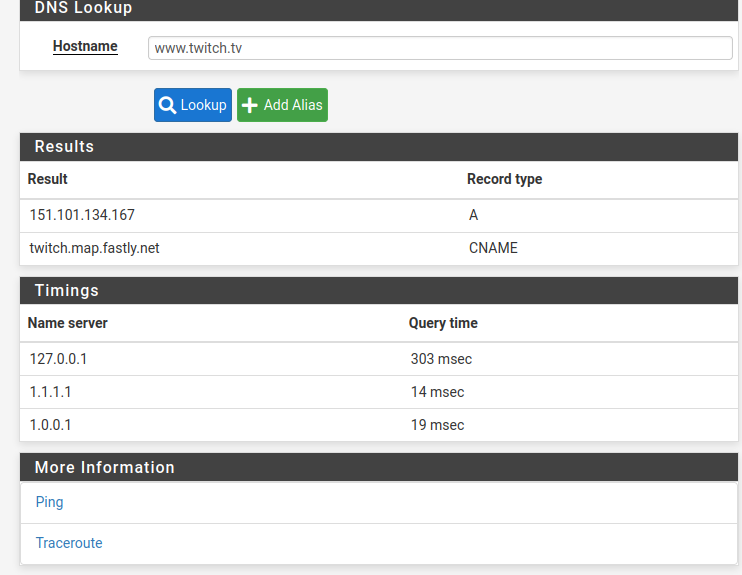 DNS Lookup
Hostname www.twitch.tv
Lookup Add Alias
Results
Result Record type
151.101.134.167 A
twitch.map.fastly.net CNAME
Timings
Name server Query time
127.0.0.1 303 msec
1.1.1.1 14 msec
1.0.0.1 19 msec
More Information
Ping
Traceroute